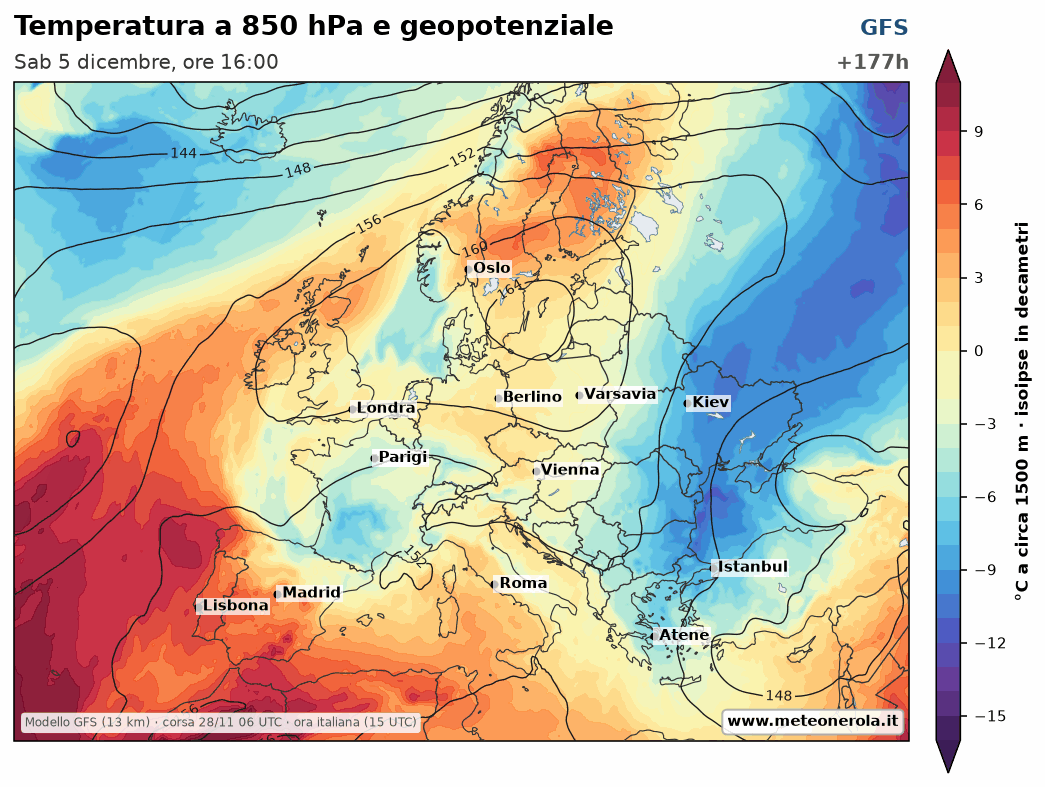 Temperatura a 850 hPa e geopotenziale
GFS
Sab 5 dicembre, ore 16:00
+177h
144
148
152
156
160
164
Oslo
Londra
Berlino
Varsavia
Kiev
Parigi
Vienna
152
Istanbul
Roma
Madrid
Lisbona
Atene
148
Modello GFS (13 km) · corsa 28/11 06 UTC · ora italiana (15 UTC)
www.meteonerola.it
9
6
3
0
−3
−6
−9
−12
−15
°C a circa 1500 m · isoipse in decametri